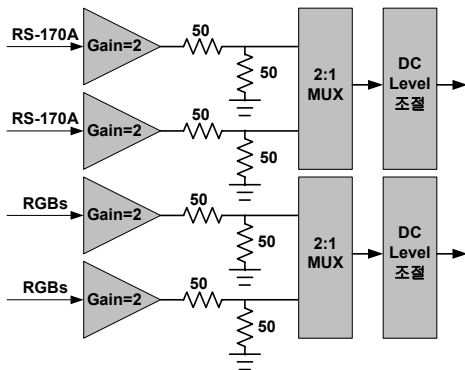 RS-170A
Gain=2
50
50
2:1
MUX
DC
Level
조절
RS-170A
Gain=2
50
50
RGBs
Gain=2
50
50
2:1
MUX
DC
Level
조절
RGBs
Gain=2
50
50